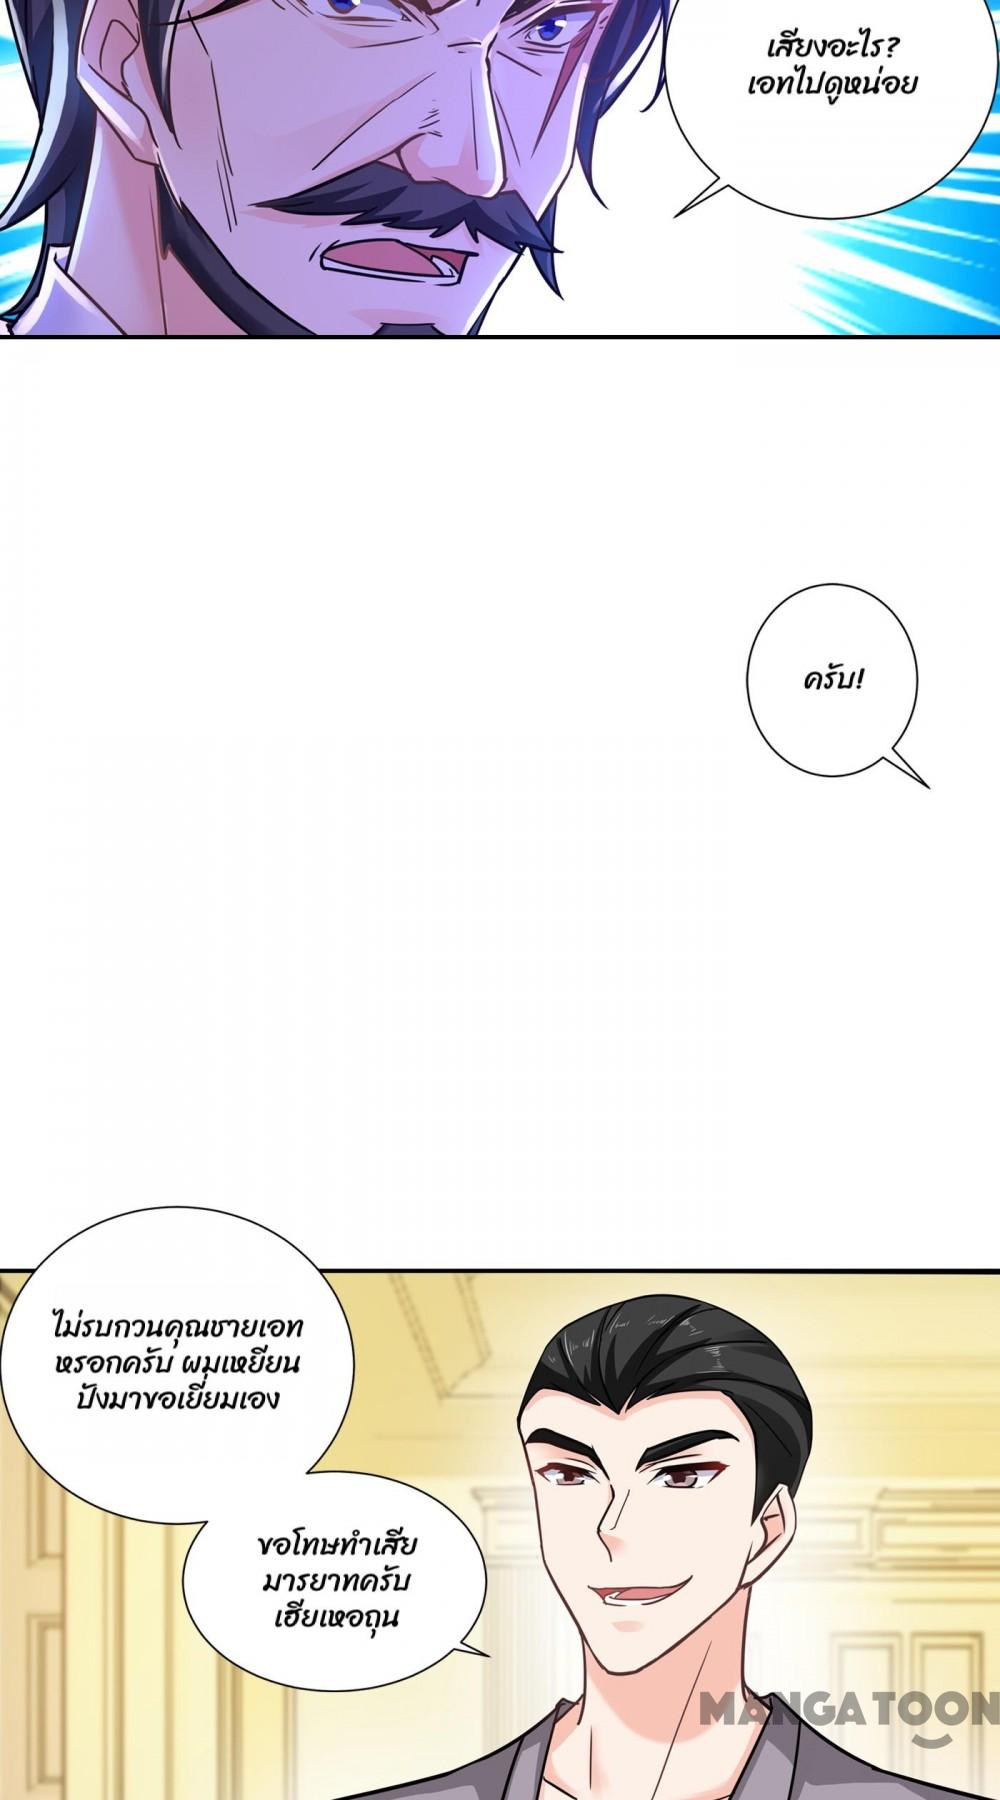 เสียงอะไร?
เอทไปดูหน่อย
ครับ!
ไม่รบกวนคุณชายเอท
หรอกครับ ผมเหยียน
ปังมาขอเยี่ยมเอง
ขอโทษทำเสีย
มารยาทครับ
เฮียเหอถุน
MANGATOON